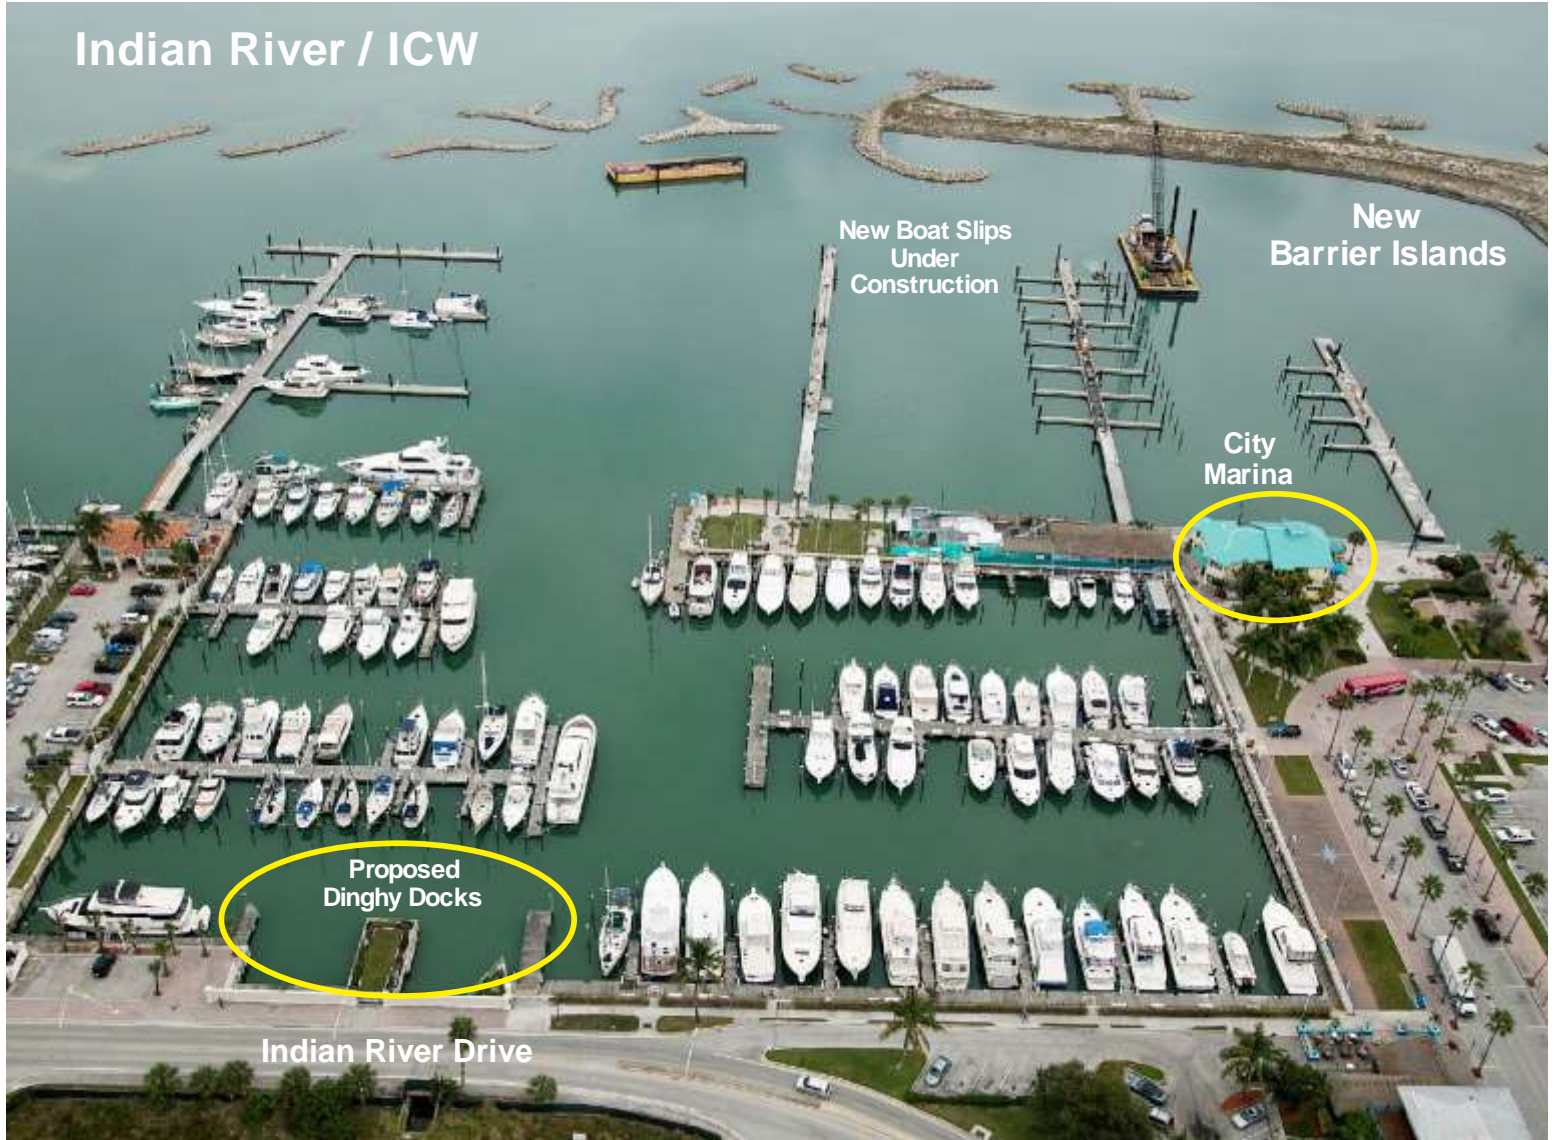 Indian River / ICW
New Boat Slips
Under
Construction
New
Barrier Islands
City
Marina
Proposed
Dinghy Docks
Indian River Drive